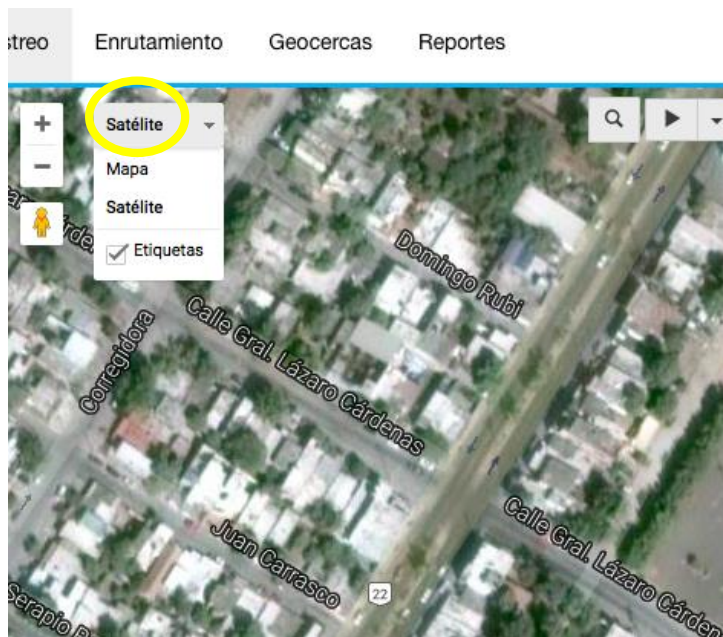 streo Enrutamiento Geocercas Reportes
Satélite
Mapa
Satélite
Etiquetas
Domingo Rubi
Calle Gral. Lázaro Cárdenas
Corregidora
Calle Gral. Lázaro Cárden
Juan Carrasco
22
Serapio